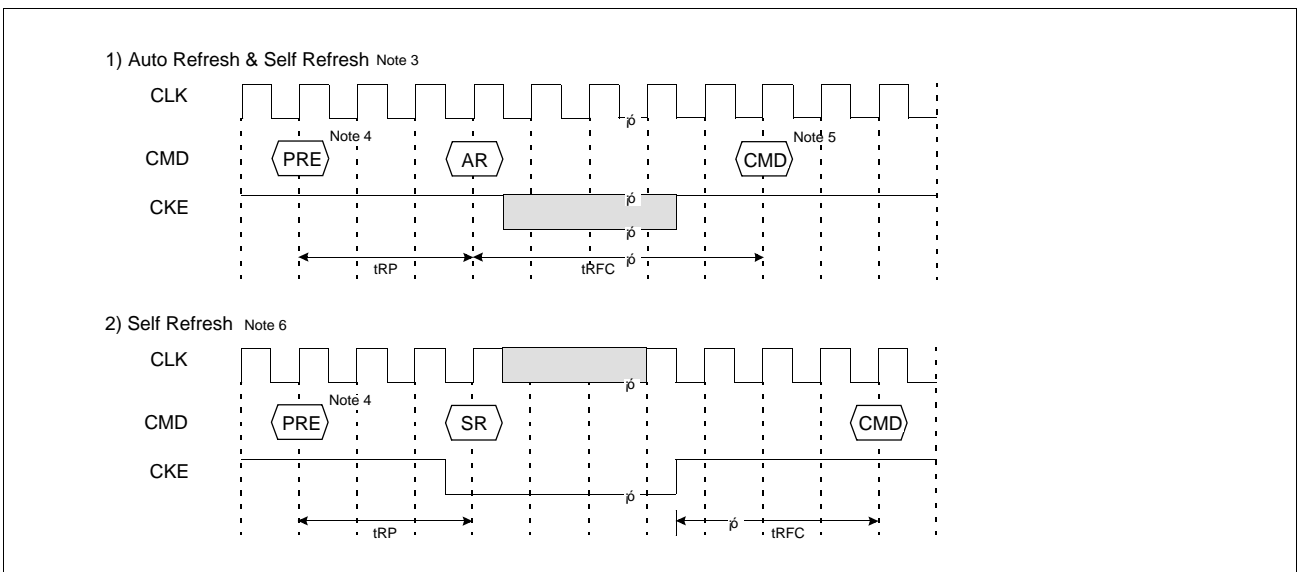 1) Auto Refresh & Self Refresh Note 3
CLK
¡ó
CMD
PRE
Note 4
AR
CMD
Note 5
CKE
¡ó
¡ó
tRP
tRFC
¡ó
2) Self Refresh Note 6
CLK
¡ó
CMD
PRE
Note 4
SR
CMD
CKE
¡ó
tRP
¡ó
tRFC